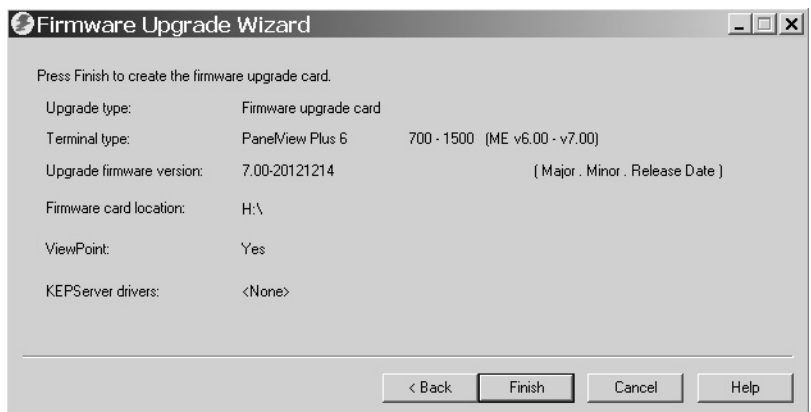 Firmware Upgrade Wizard
Press Finish to create the firmware upgrade card.
Upgrade type: Firmware upgrade card
Terminal type: PanelView Plus 6 700 - 1500 (ME v6.00 - v7.00)
Upgrade firmware version: 7.00-20121214 ( Major . Minor . Release Date )
Firmware card location: H:\
ViewPoint: Yes
KEPServer drivers: <None>
< Back Finish Cancel Help